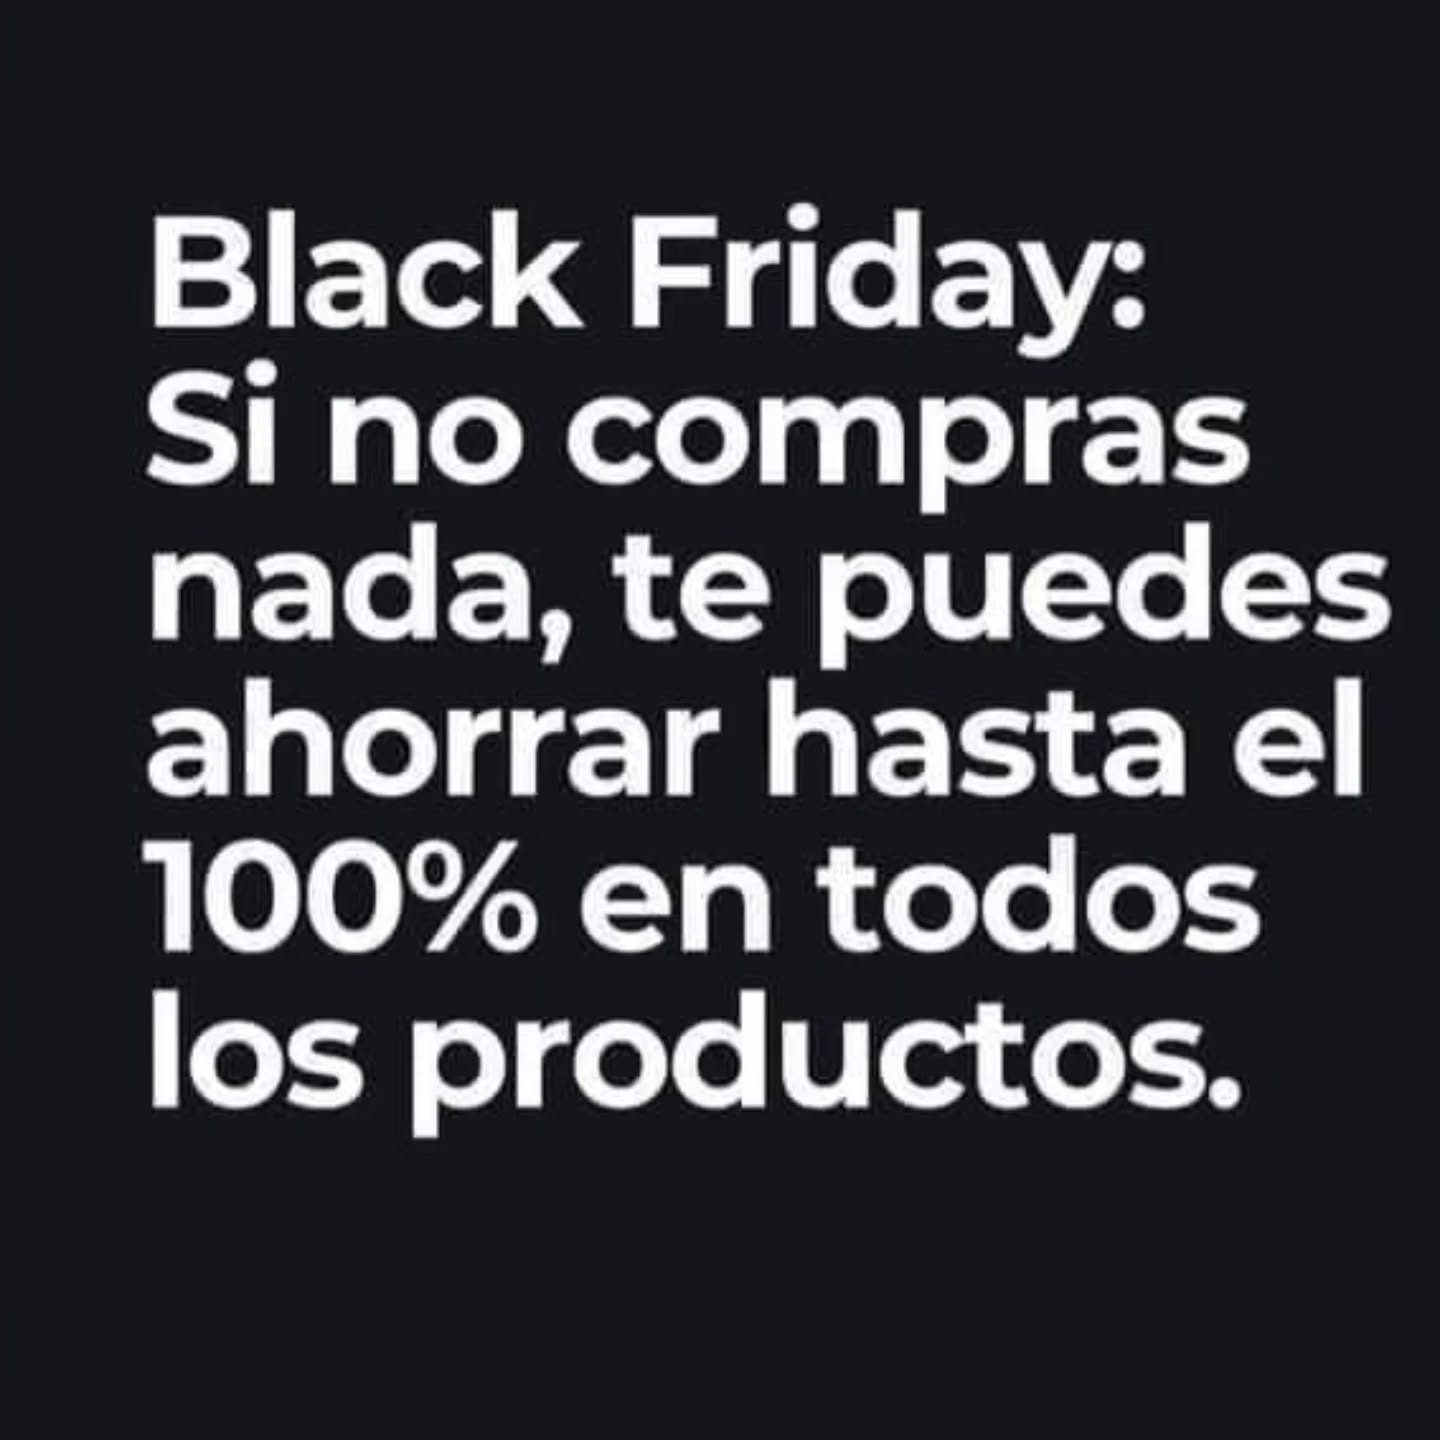 Black Friday:
Si no compras
nada, te puedes
ahorrar hasta el
100% en todos
los productos.